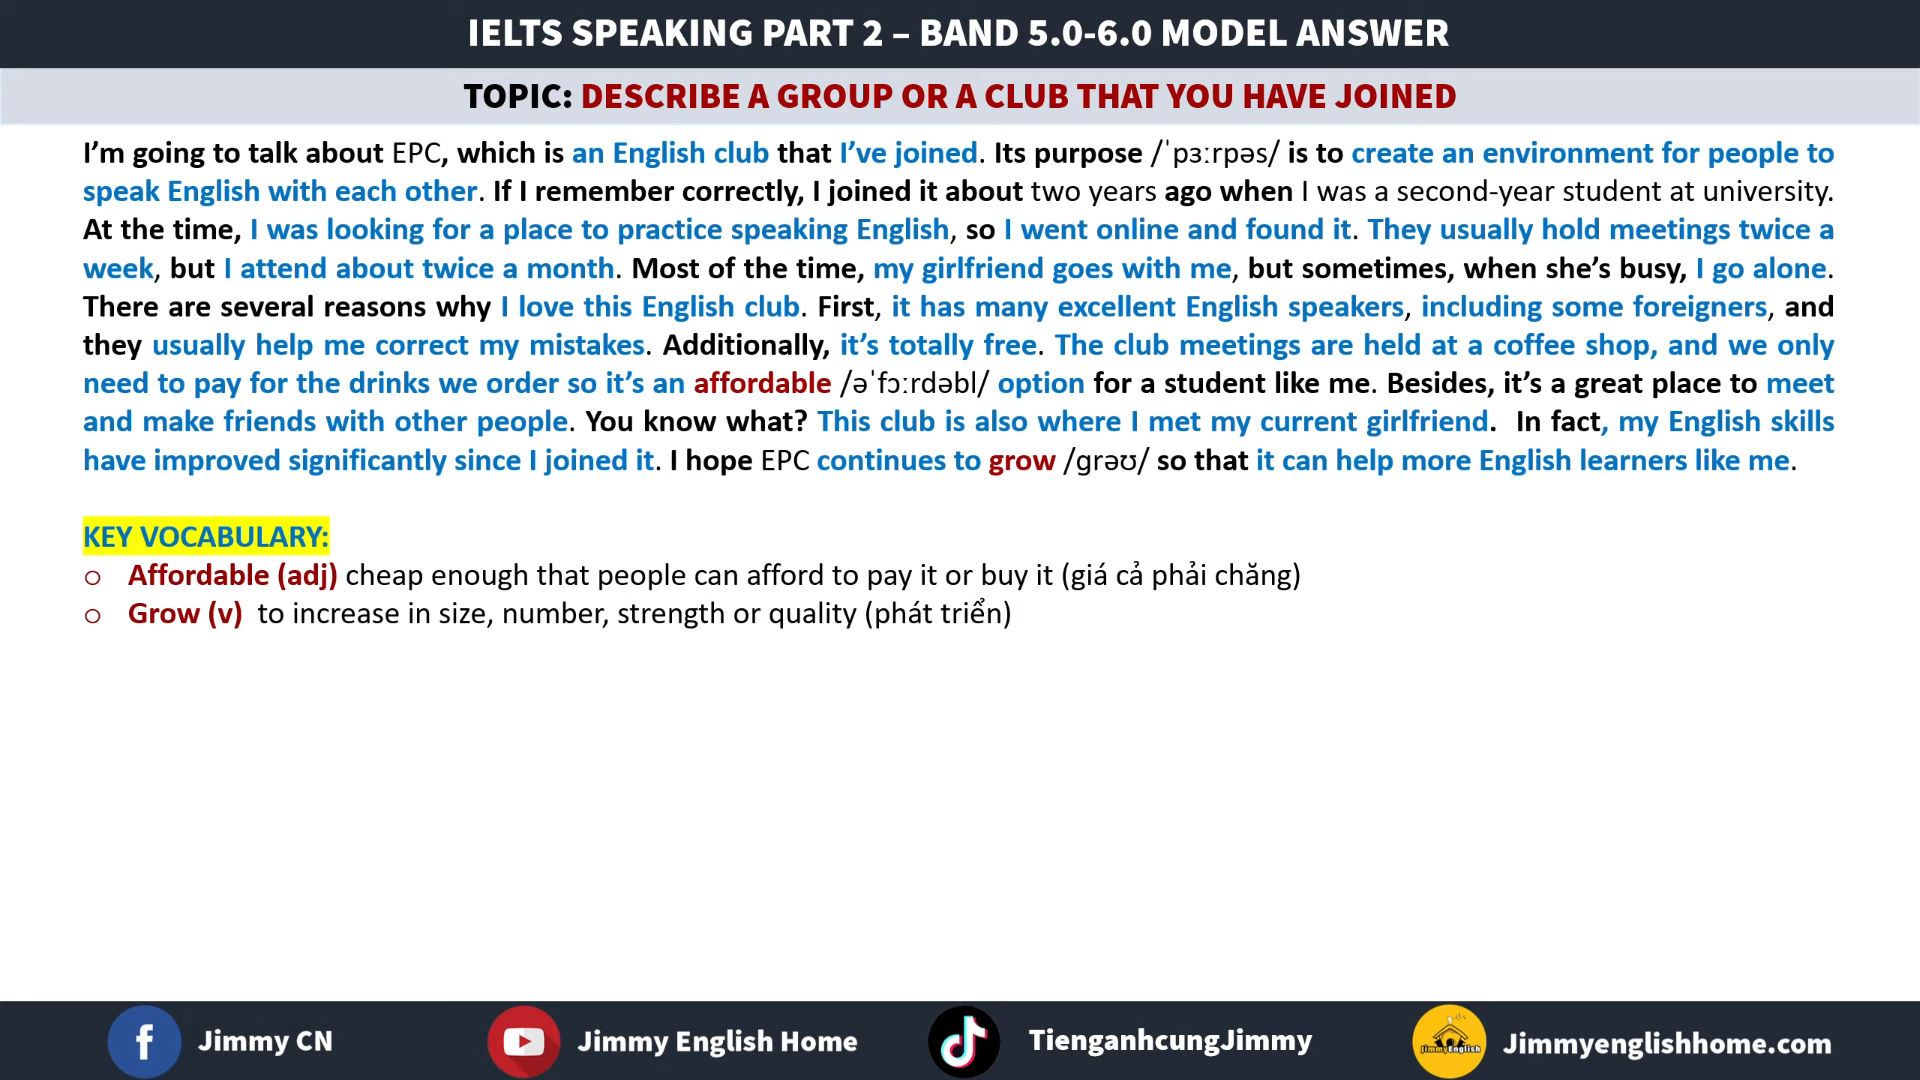 IELTS SPEAKING PART 2 – BAND 5.0-6.0 MODEL ANSWER
TOPIC: DESCRIBE A GROUP OR A CLUB THAT YOU HAVE JOINED
I’m going to talk about EPC, which is an English club that I’ve joined. Its purpose /ˈpɜːrpəs/ is to create an environment for people to
speak English with each other. If I remember correctly, I joined it about two years ago when I was a second-year student at university.
At the time, I was looking for a place to practice speaking English, so I went online and found it. They usually hold meetings twice a
week, but I attend about twice a month. Most of the time, my girlfriend goes with me, but sometimes, when she’s busy, I go alone.
There are several reasons why I love this English club. First, it has many excellent English speakers, including some foreigners, and
they usually help me correct my mistakes. Additionally, it’s totally free. The club meetings are held at a coffee shop, and we only
need to pay for the drinks we order so it’s an affordable /əˈfɔːrdəbl/ option for a student like me. Besides, it’s a great place to meet
and make friends with other people. You know what? This club is also where I met my current girlfriend. In fact, my English skills
have improved significantly since I joined it. I hope EPC continues to grow /ɡrəʊ/ so that it can help more English learners like me.
KEY VOCABULARY:
o Affordable (adj) cheap enough that people can afford to pay it or buy it (giá cả phải chăng)
o Grow (v) to increase in size, number, strength or quality (phát triển)
f Jimmy CN Jimmy English Home TienganhcungJimmy JimmyEnglish Jimmyenglishhome.com